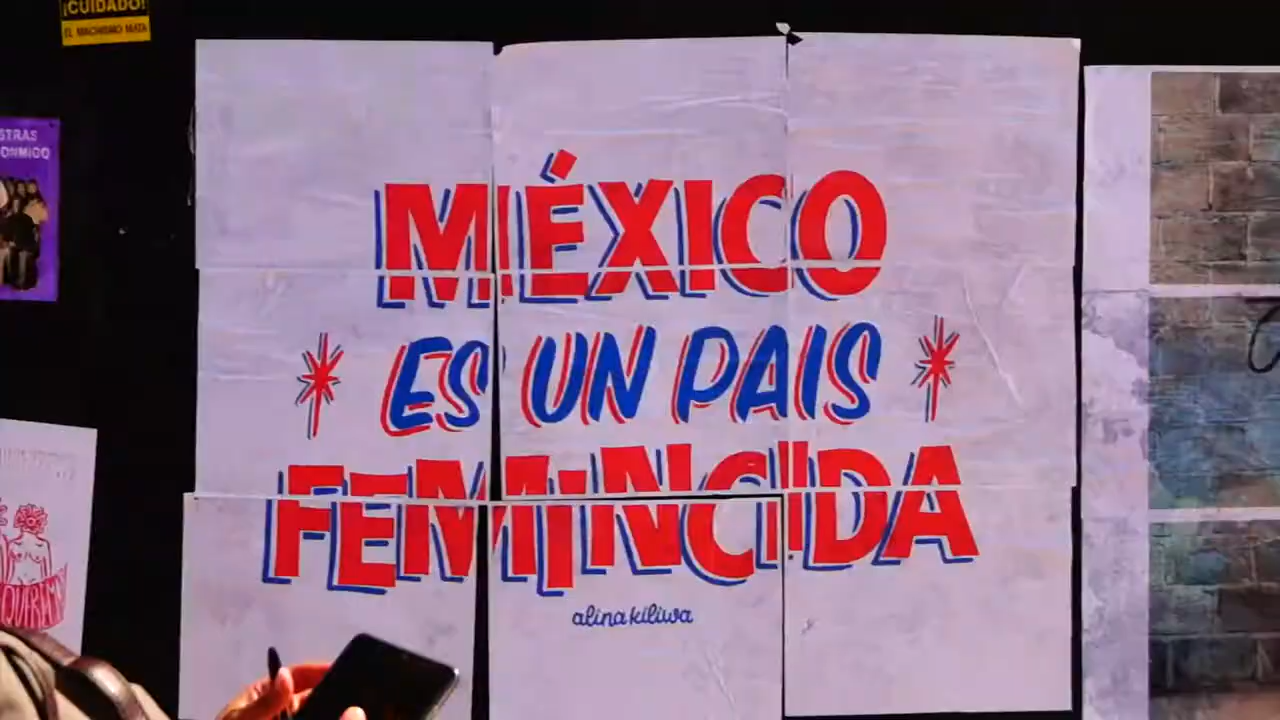 ¡CUIDADO!
EL MACHISMO MATA
MÉXICO
ES UN PAIS
FEMINICIDA
alina kiliwa